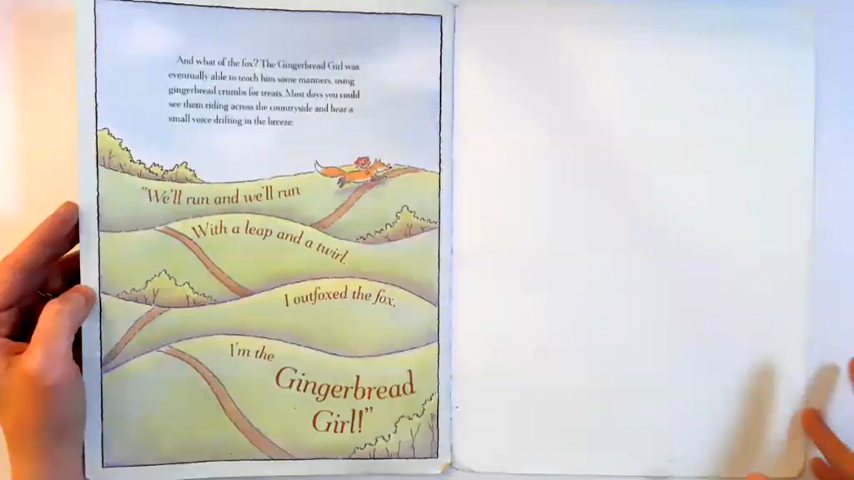 And what of the fox? The Gingerbread Girl was
eventually able to teach him some manners, using
gingerbread crumbs for treats. Most days you could
see them riding across the countryside and hear a
small voice drifting in the breeze:
"We'll run and we'll run
With a leap and a twirl.
I outfoxed the fox.
I'm the
Gingerbread
Girl!"